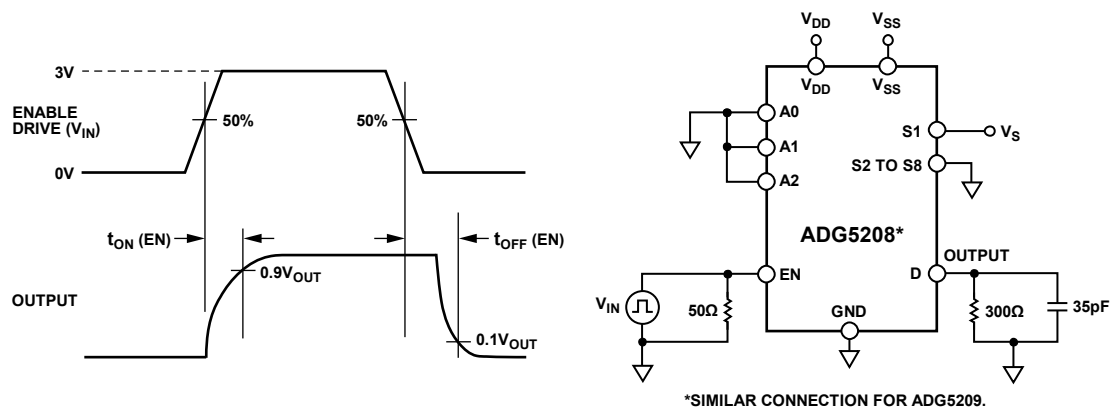 3V
ENABLE
DRIVE (VIN)
50%
50%
0V
tON (EN)
tOFF (EN)
0.9VOUT
OUTPUT
0.1VOUT
VDD
VSS
VDD
VSS
A0
A1
A2
S1
VS
S2 TO S8
ADG5208*
OUTPUT
EN
D
VIN
50Ω
GND
300Ω
35pF
*SIMILAR CONNECTION FOR ADG5209.